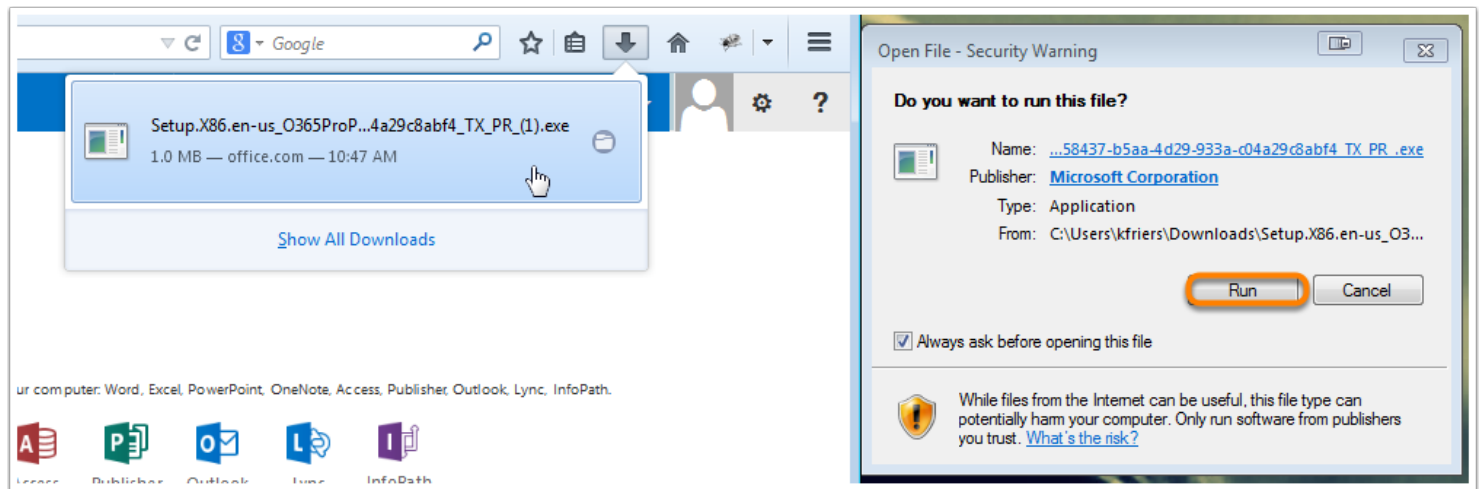 Google
Setup.X86.en-us_O365ProP...4a29c8abf4_TX_PR_(1).exe
1.0 MB — office.com — 10:47 AM
Show All Downloads
ur computer: Word, Excel, PowerPoint, OneNote, Access, Publisher, Outlook, Lync, InfoPath.
Access Publisher Outlook Lync InfoPath
Open File - Security Warning
Do you want to run this file?
Name: ...58437-b5aa-4d29-933a-c04a29c8abf4_TX_PR_.exe
Publisher: Microsoft Corporation
Type: Application
From: C:\Users\kfriers\Downloads\Setup.X86.en-us_O3...
Run Cancel
Always ask before opening this file
While files from the Internet can be useful, this file type can
potentially harm your computer. Only run software from publishers
you trust. What's the risk?